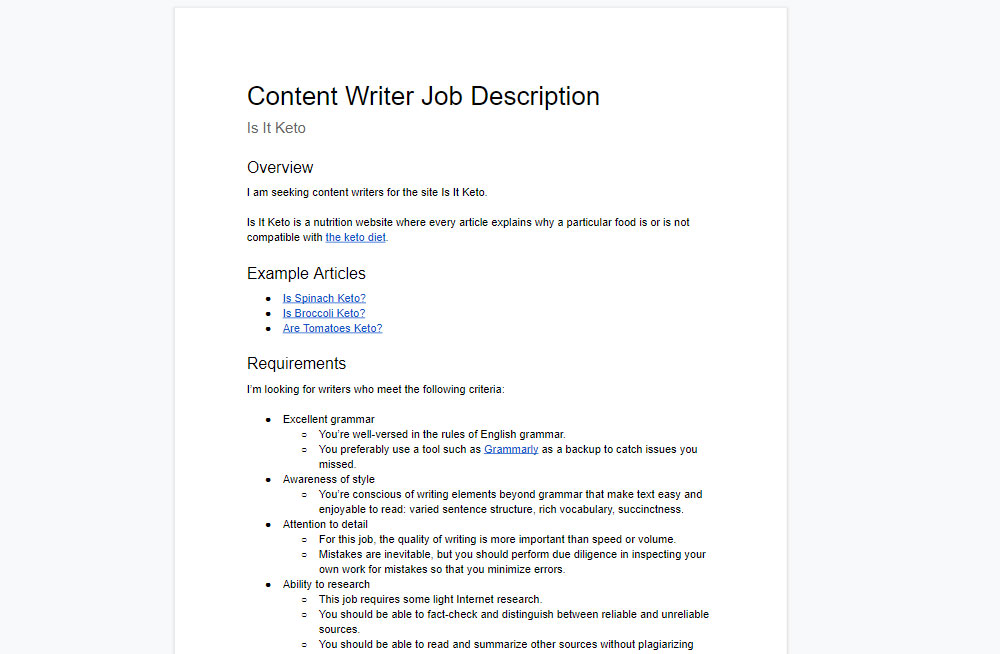 Content Writer Job Description
Is It Keto
Overview
I am seeking content writers for the site Is It Keto.
Is It Keto is a nutrition website where every article explains why a particular food is or is not
compatible with the keto diet.
Example Articles
● Is Spinach Keto?
● Is Broccoli Keto?
● Are Tomatoes Keto?
Requirements
I'm looking for writers who meet the following criteria:
● Excellent grammar
○ You're well-versed in the rules of English grammar.
○ You preferably use a tool such as Grammarly as a backup to catch issues you
missed.
● Awareness of style
○ You're conscious of writing elements beyond grammar that make text easy and
enjoyable to read: varied sentence structure, rich vocabulary, succinctness.
● Attention to detail
○ For this job, the quality of writing is more important than speed or volume.
○ Mistakes are inevitable, but you should perform due diligence in inspecting your
own work for mistakes so that you minimize errors.
● Ability to research
○ This job requires some light Internet research.
○ You should be able to fact-check and distinguish between reliable and unreliable
sources.
○ You should be able to read and summarize other sources without plagiarizing